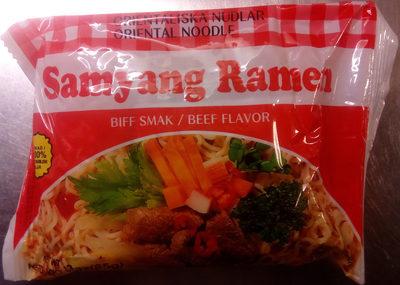 ORIENTALISKA NUDLAR
ORIENTAL NOODLE
Samyang Ramen
BIFF SMAK / BEEF FLAVOR